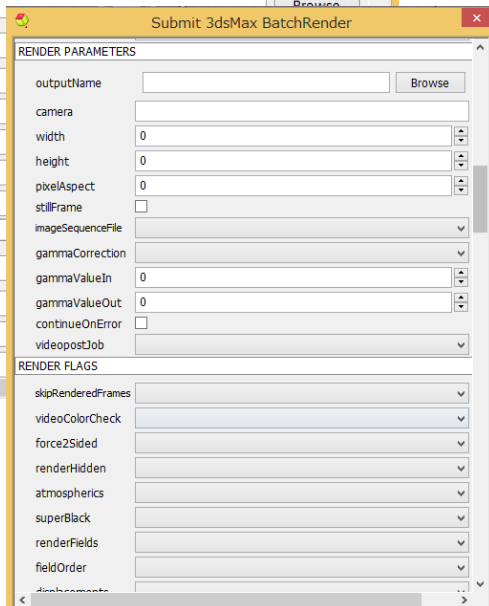 Browse
Submit 3dsMax BatchRender
RENDER PARAMETERS
outputName
Browse
camera
width 0
height 0
pixelAspect 0
stillFrame
imageSequenceFile
gammaCorrection
gammaValueIn 0
gammaValueOut 0
continueOnError
videopostJob
RENDER FLAGS
skipRenderedFrames
videoColorCheck
force2Sided
renderHidden
atmospherics
superBlack
renderFields
fieldOrder
displacements